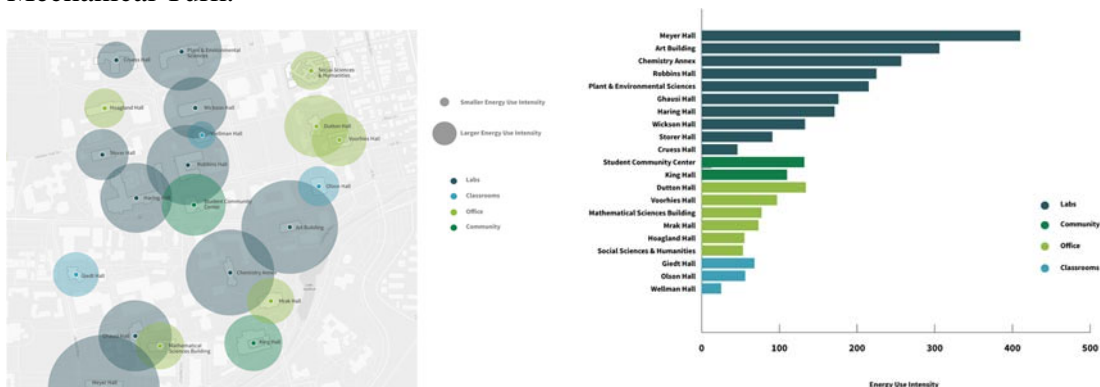 Mechanical Turk.
Plant & Environmental
Sciences
Cruess Hall
Social Sciences
& Humanities
Hoagland Hall
Wickson Hall
Dutton Hall
Wellman Hall
Voorhies Hall
Storer Hall
Robbins Hall
Olson Hall
Haring Hall
Student Community
Center
Art Building
Giedt Hall
Chemistry Annex
Mrak Hall
Ghausi Hall
Mathematical
Sciences Building
King Hall
Meyer Hall
Smaller Energy Use Intensity
Larger Energy Use Intensity
Labs
Classrooms
Office
Community
Meyer Hall
Art Building
Chemistry Annex
Robbins Hall
Plant & Environmental Sciences
Ghausi Hall
Haring Hall
Wickson Hall
Storer Hall
Cruess Hall
Student Community Center
King Hall
Dutton Hall
Voorhies Hall
Mathematical Sciences Building
Mrak Hall
Hoagland Hall
Social Sciences & Humanities
Giedt Hall
Olson Hall
Wellman Hall
Labs
Community
Office
Classrooms
0 100 200 300 400 500
Energy Use Intensity